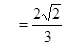 = 2√2/3